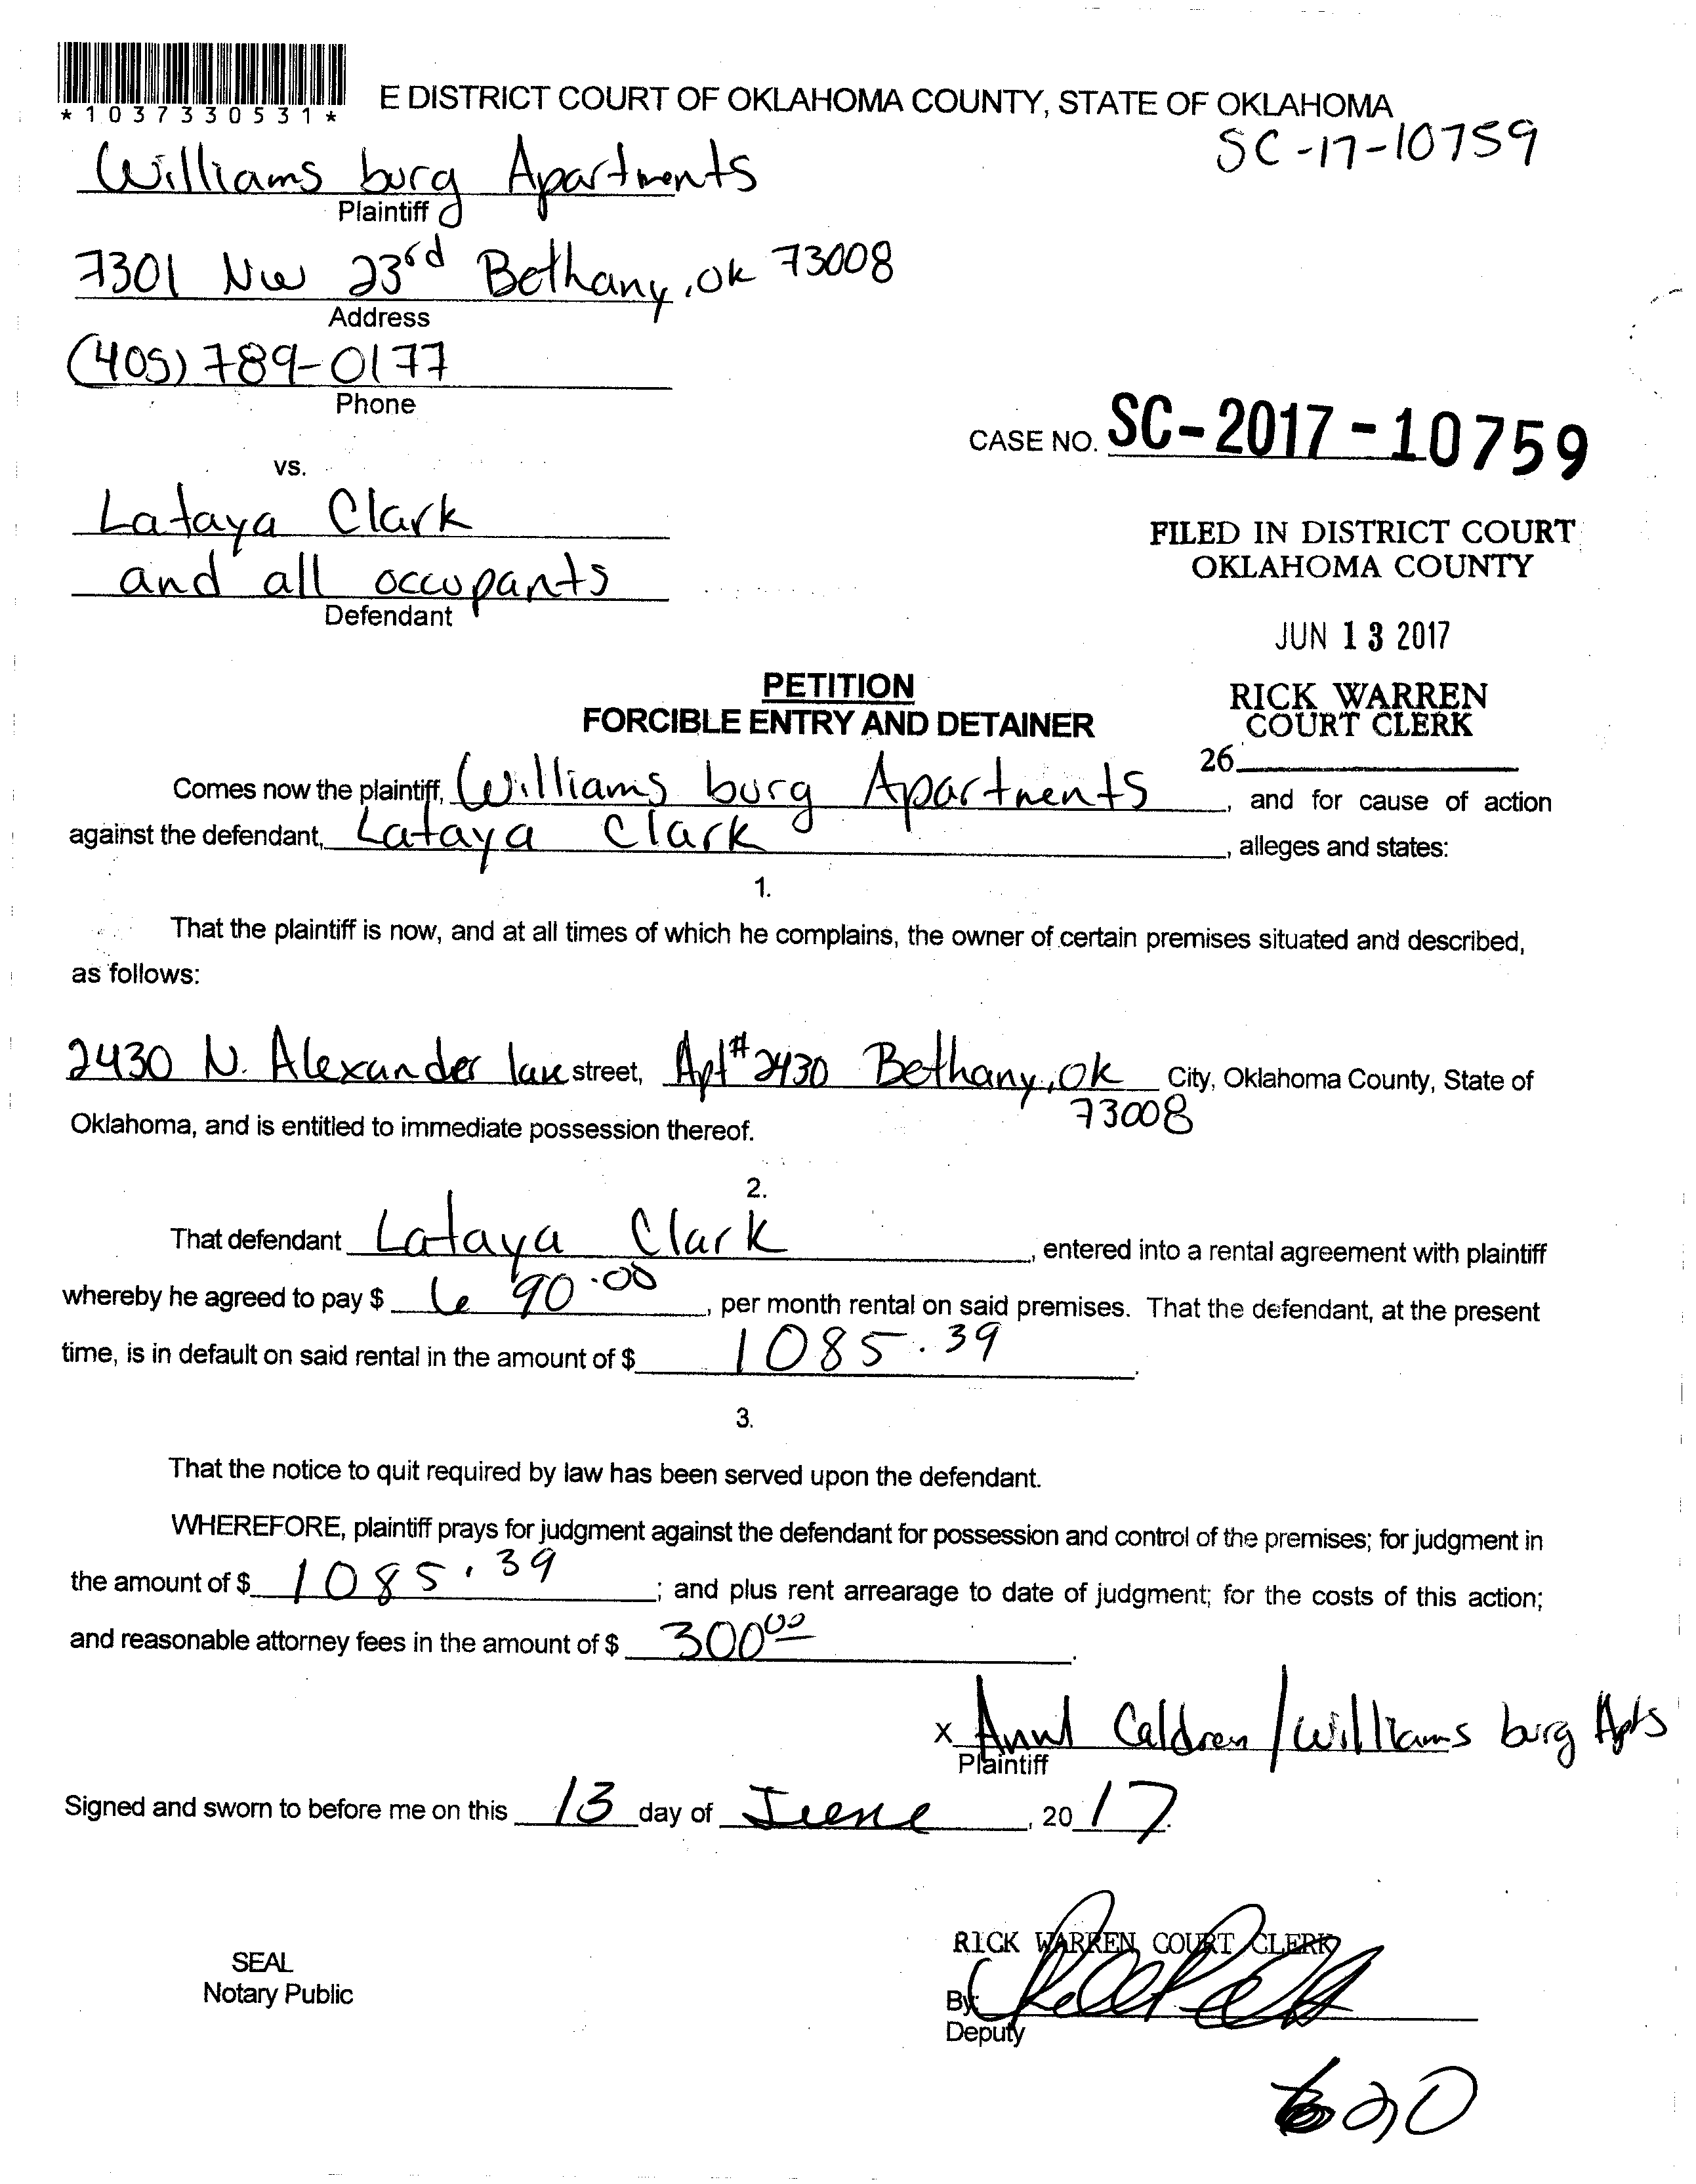 *1037330531*
E DISTRICT COURT OF OKLAHOMA COUNTY, STATE OF OKLAHOMA
SC-17-10759
Williams burg Apartments
Plaintiff
7301 NW 23rd Bethany, OK 73008
Address
(405) 789-0177
Phone
CASE NO. SC-2017-10759
vs.
Lataya Clark
and all occupants
Defendant
FILED IN DISTRICT COURT
OKLAHOMA COUNTY
JUN 13 2017
RICK WARREN
COURT CLERK
26
PETITION
FORCIBLE ENTRY AND DETAINER
Comes now the plaintiff, Williams burg Apartments, and for cause of action
against the defendant, Lataya Clark, alleges and states:
1.
That the plaintiff is now, and at all times of which he complains, the owner of certain premises situated and described,
as follows:
2430 N. Alexander lane street, Apt# 2430 Bethany, OK City, Oklahoma County, State of
73008
Oklahoma, and is entitled to immediate possession thereof.
2.
That defendant Lataya Clark, entered into a rental agreement with plaintiff
whereby he agreed to pay $ 690.00, per month rental on said premises. That the defendant, at the present
time, is in default on said rental in the amount of $ 1085.39.
3.
That the notice to quit required by law has been served upon the defendant.
WHEREFORE, plaintiff prays for judgment against the defendant for possession and control of the premises; for judgment in
the amount of $ 1085.39; and plus rent arrearage to date of judgment; for the costs of this action;
and reasonable attorney fees in the amount of $ 300.00.
X / Williams burg Apts
Plaintiff
Signed and sworn to before me on this 13 day of June, 2017.
SEAL
Notary Public
RICK WARREN COURT CLERK
By:
Deputy